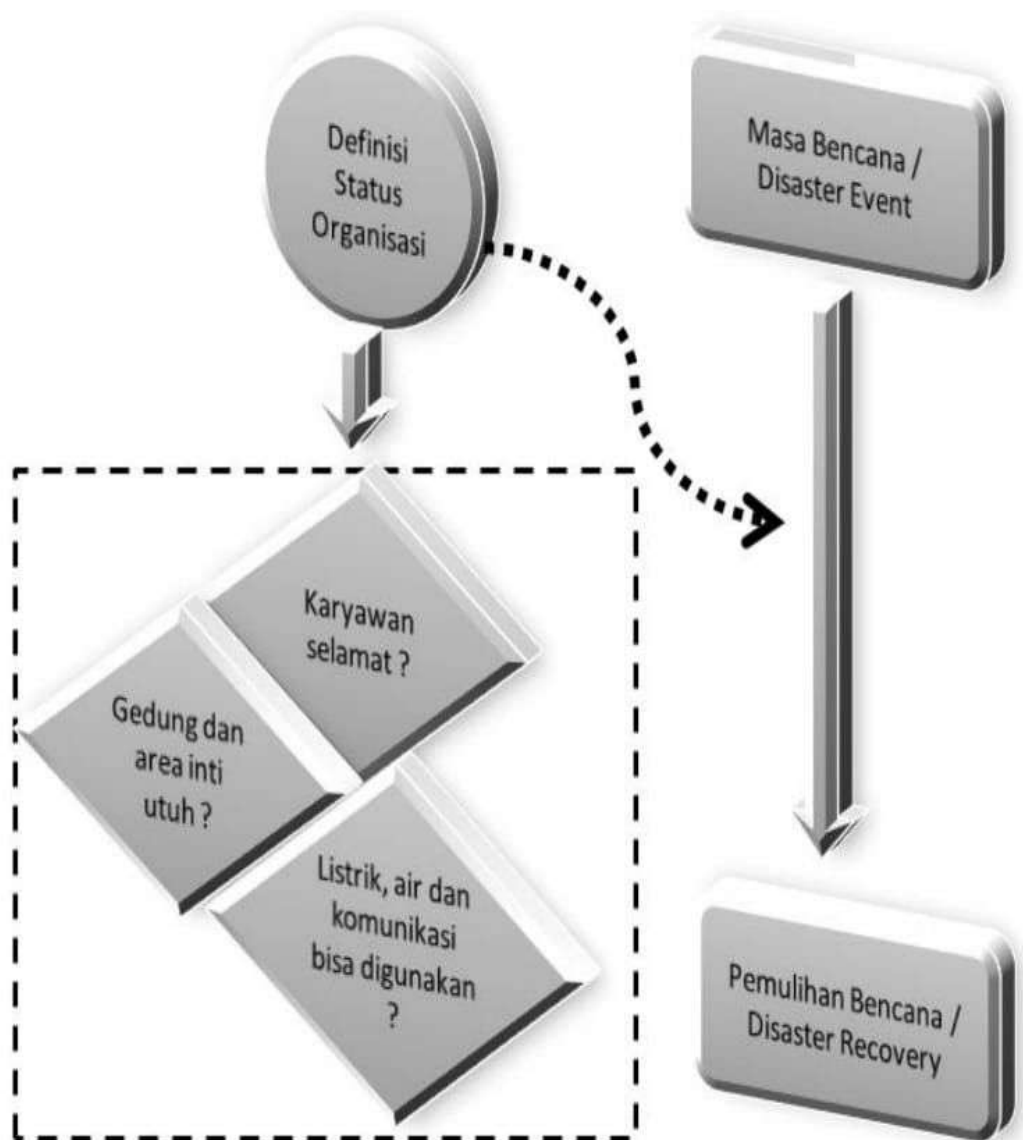 Definisi
Status
Organisasi
Masa Bencana /
Disaster Event
Karyawan
selamat ?
Gedung dan
area inti
utuh ?
Listrik, air dan
komunikasi
bisa digunakan
?
Pemulihan Bencana /
Disaster Recovery